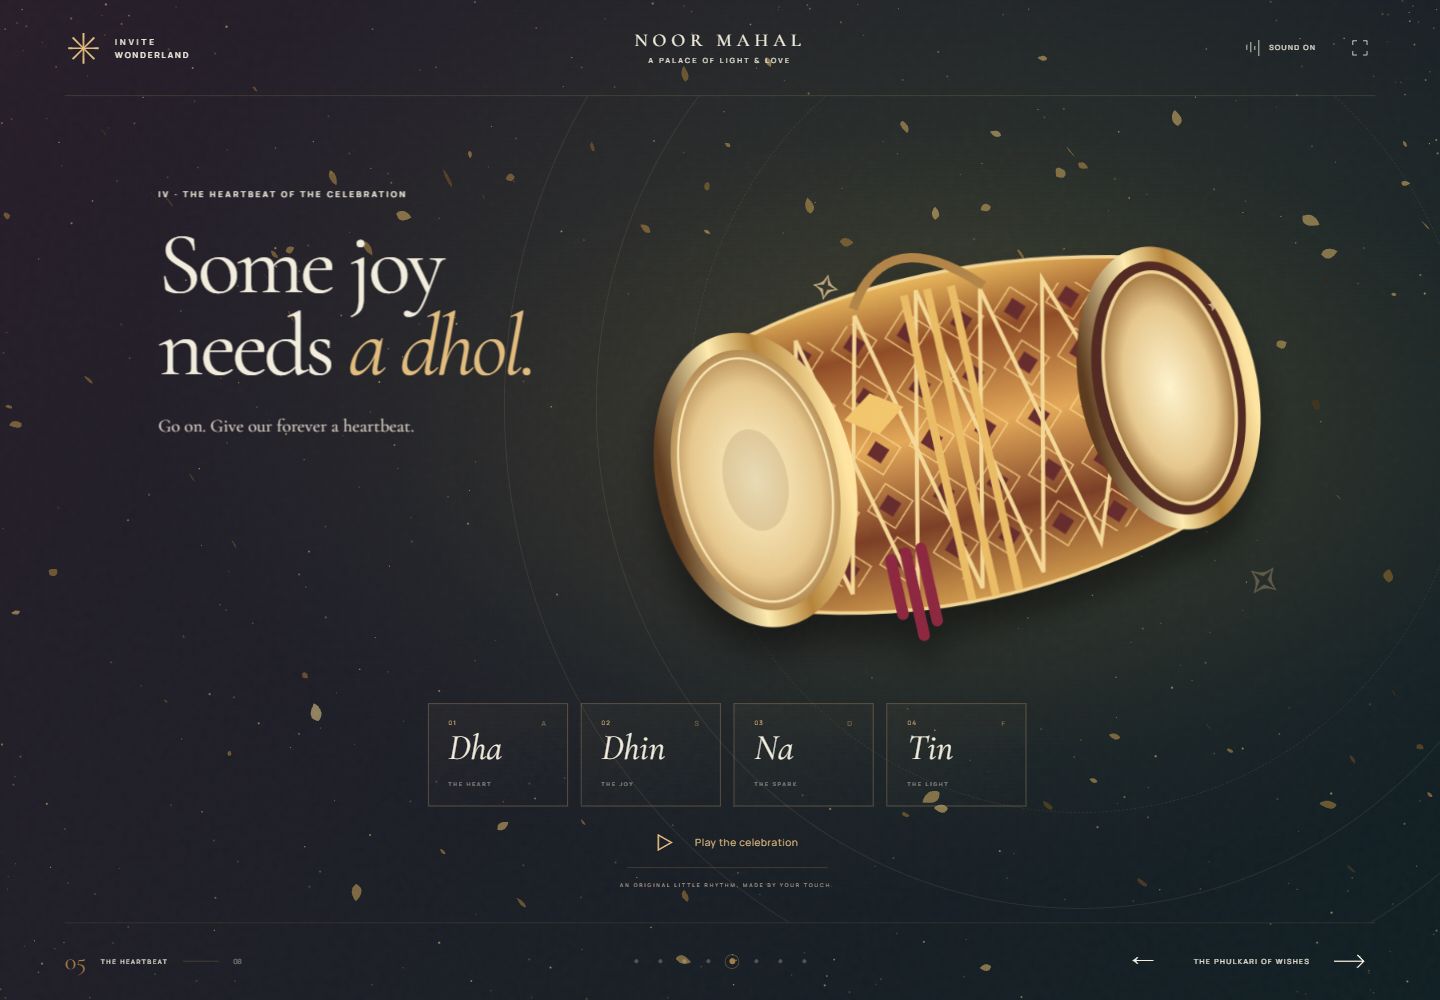 INVITE
WONDERLAND
NOOR MAHAL
A PALACE OF LIGHT & LOVE
SOUND ON
IV - THE HEARTBEAT OF THE CELEBRATION
Some joy
needs a dhol.
Go on. Give our forever a heartbeat.
01 A
Dha
THE HEART
02 S
Dhin
THE JOY
03 D
Na
THE SPARK
04 F
Tin
THE LIGHT
Play the celebration
AN ORIGINAL LITTLE RHYTHM, MADE BY YOUR TOUCH.
05 THE HEARTBEAT 08
THE PHULKARI OF WISHES